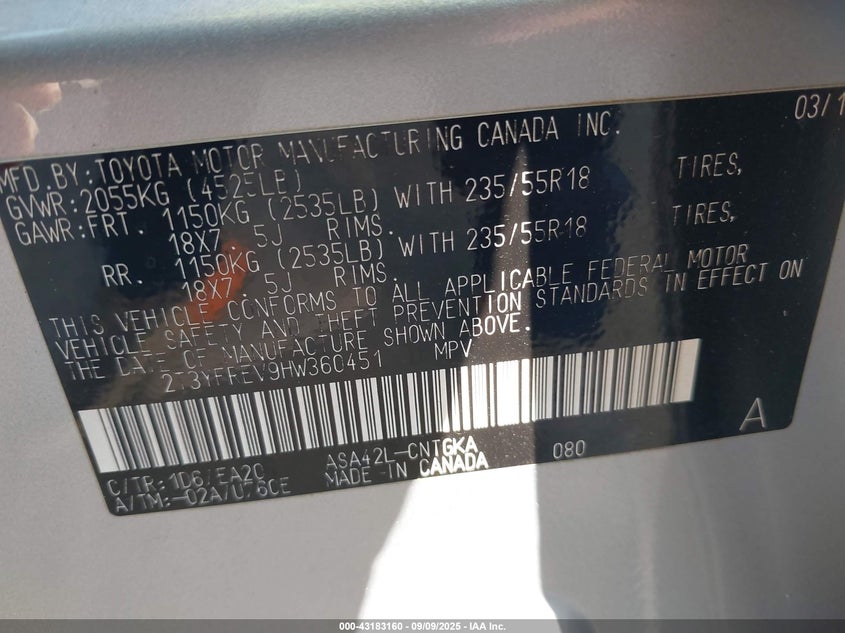 03/1
MFD.BY:TOYOTA MOTOR MANUFACTURING CANADA INC.
GVWR:2055KG (4525LB)
GAWR:FRT. 1150KG (2535LB) WITH 235/55R18 TIRES,
18X7.5J RIMS.
RR. 1150KG (2535LB) WITH 235/55R18 TIRES,
18X7.5J RIMS.
THIS VEHICLE CONFORMS TO ALL APPLICABLE FEDERAL MOTOR
VEHICLE SAFETY AND THEFT PREVENTION STANDARDS IN EFFECT ON
THE DATE OF MANUFACTURE SHOWN ABOVE.
2T3YFREV9HW360451 MPV
A
C/TR:1D6/EA20 ASA42L-CNTGKA 080
A/TM:-02A/U76CE MADE IN CANADA
000-43183160 - 09/09/2025 - IAA Inc.